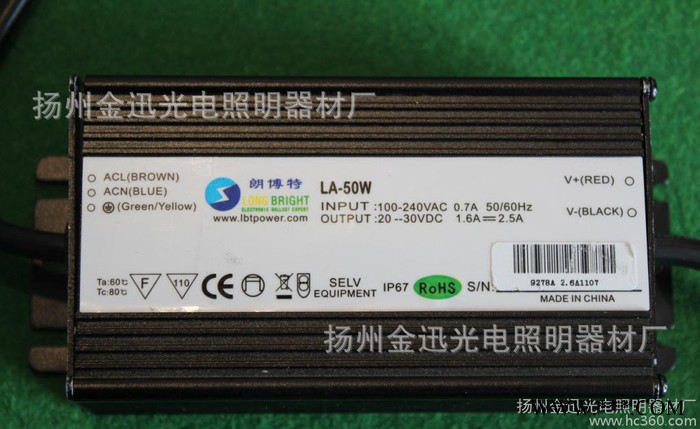 扬州金迅光电照明器材厂
ACL(BROWN)
ACN(BLUE)
(Green/Yellow)
朗博特
LONG BRIGHT
ELECTRONIC BALLAST EXPERT
www.lbtpower.com
LA-50W
INPUT :100-240VAC 0.7A 50/60Hz
OUTPUT :20 --30VDC 1.6A 2.5A
V+(RED)
V-(BLACK)
Ta:60℃
Tc:80℃
F
110
CE
SELV
EQUIPMENT
IP67
RoHS
S/N:
9278A 2.6A1107
MADE IN CHINA
扬州金迅光电照明器材厂
@扬州金迅光电照明器材厂
www.hc360.com